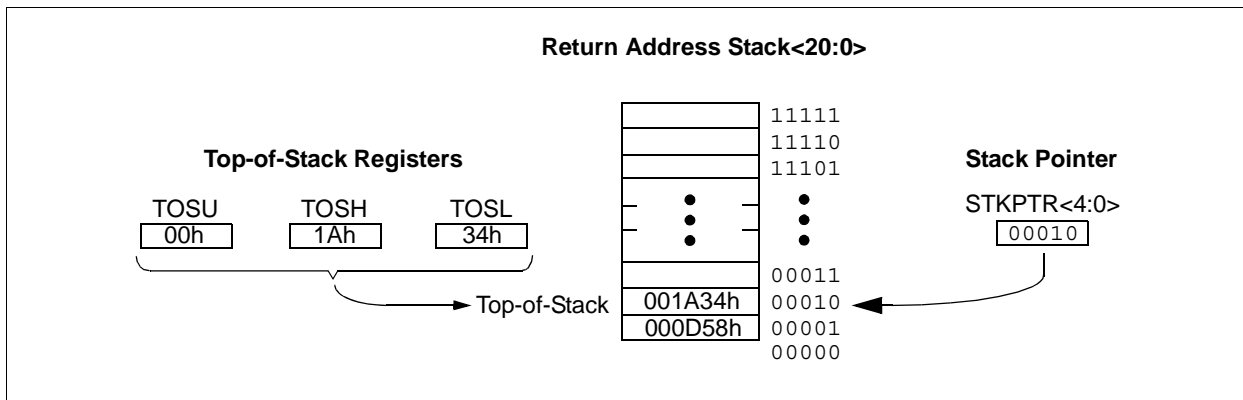 Return Address Stack<20:0>
Top-of-Stack Registers
TOSU TOSH TOSL
00h 1Ah 34h
11111
11110
11101
Stack Pointer
STKPTR<4:0>
00010
00011
Top-of-Stack 001A34h 00010
000D58h 00001
00000